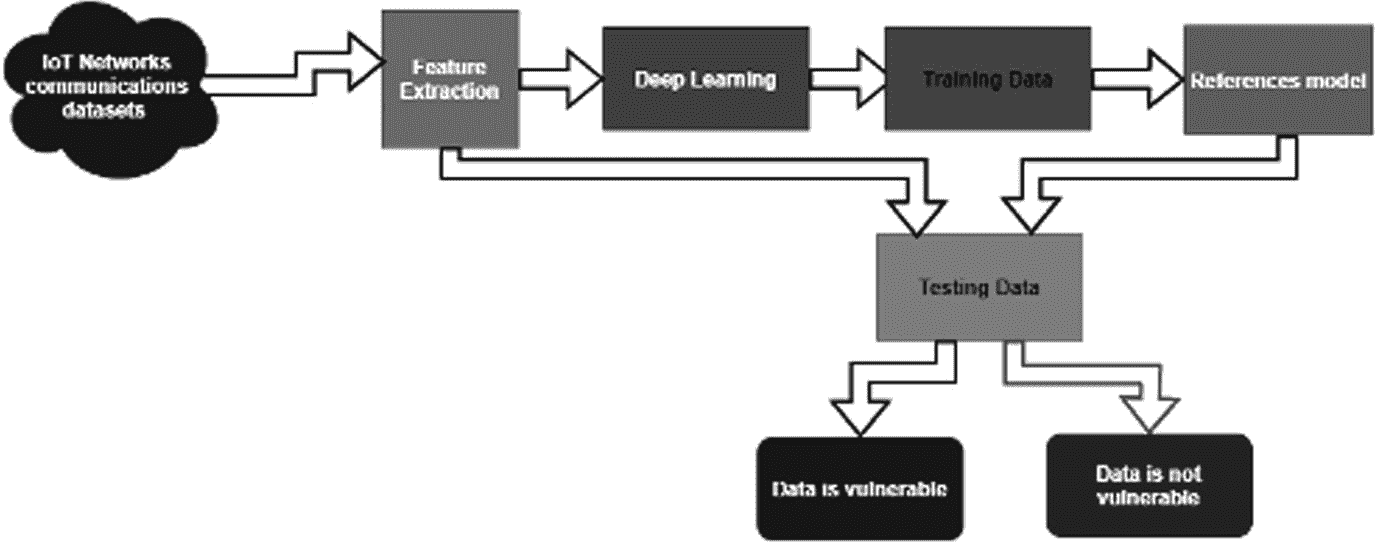 IoT Networks
communications
datasets
Feature
Extraction
Deep Learning
Training Data
References model
Testing Data
Data is vulnerable
Data is not
vulnerable